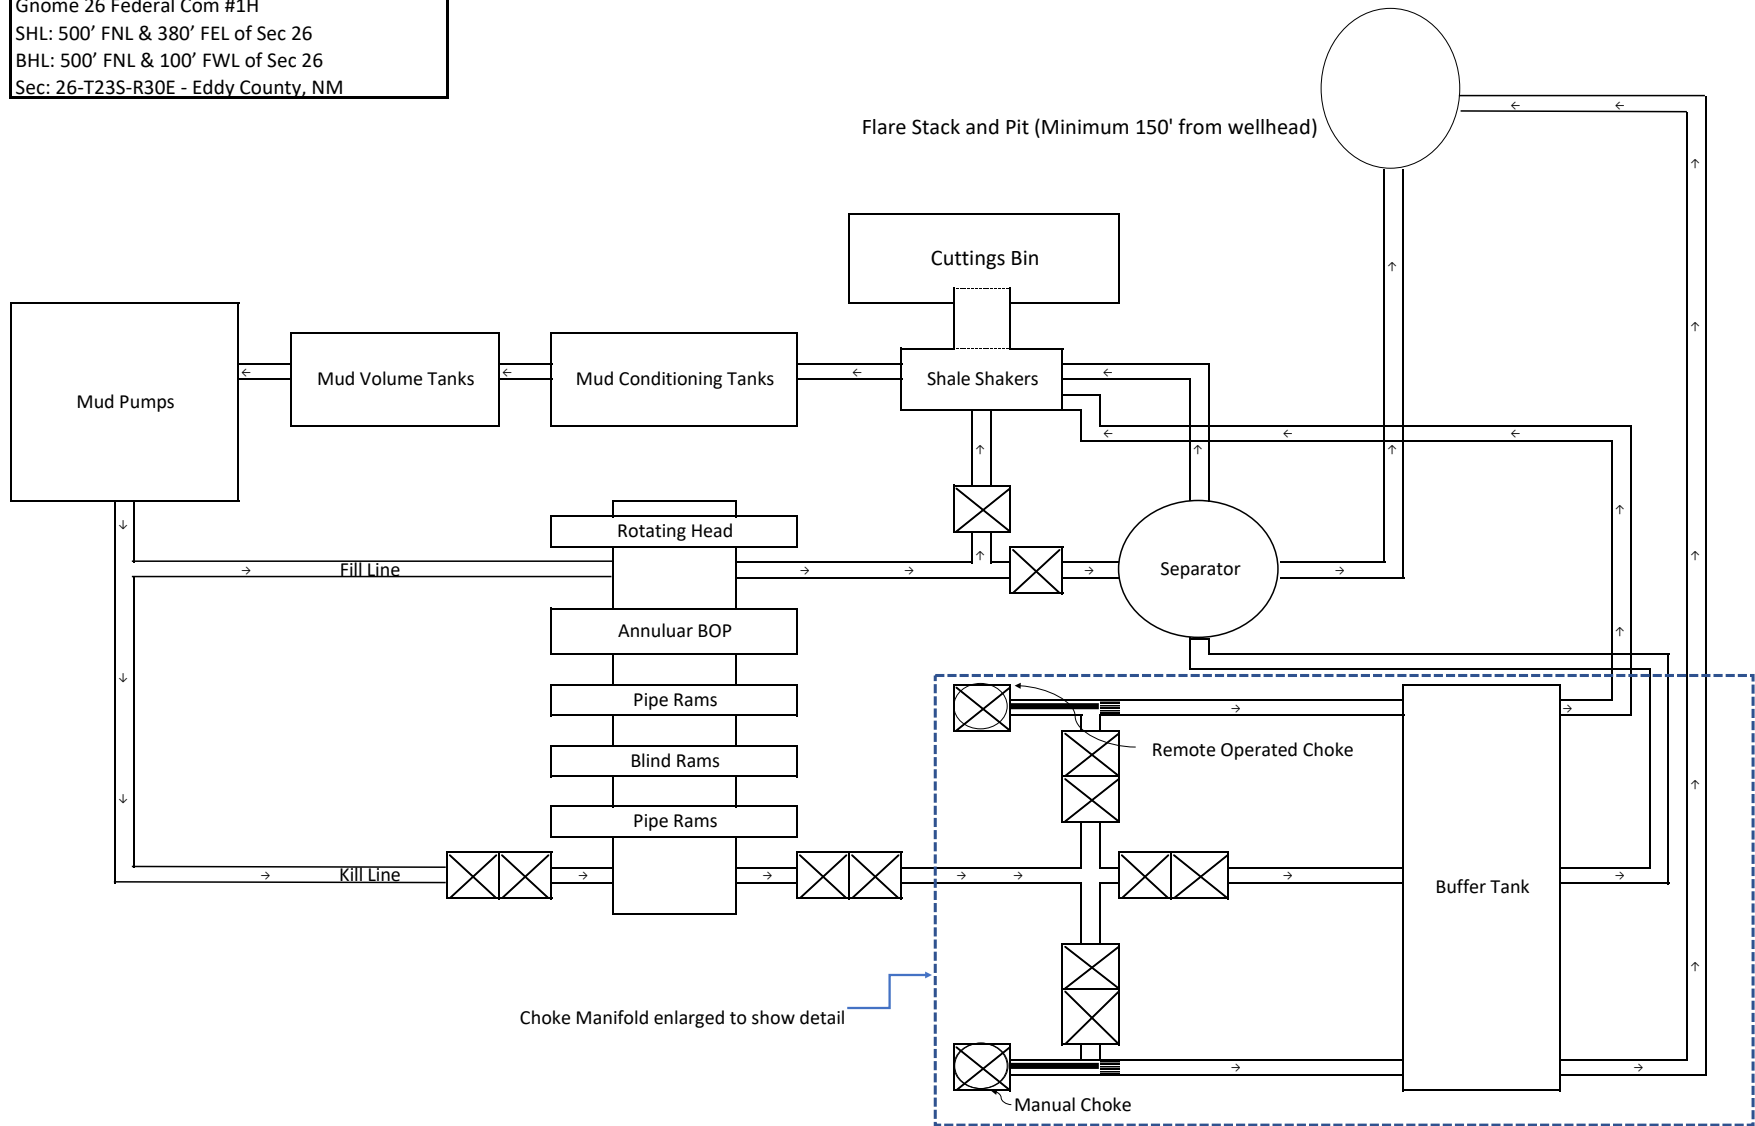 Gnome 26 Federal Com #1H
SHL: 500’ FNL & 380’ FEL of Sec 26
BHL: 500’ FNL & 100’ FWL of Sec 26
Sec: 26-T23S-R30E - Eddy County, NM
Flare Stack and Pit (Minimum 150' from wellhead)
Cuttings Bin
Mud Pumps
Mud Volume Tanks
Mud Conditioning Tanks
Shale Shakers
Rotating Head
Fill Line
Separator
Annuluar BOP
Pipe Rams
Blind Rams
Remote Operated Choke
Pipe Rams
Kill Line
Buffer Tank
Choke Manifold enlarged to show detail
Manual Choke